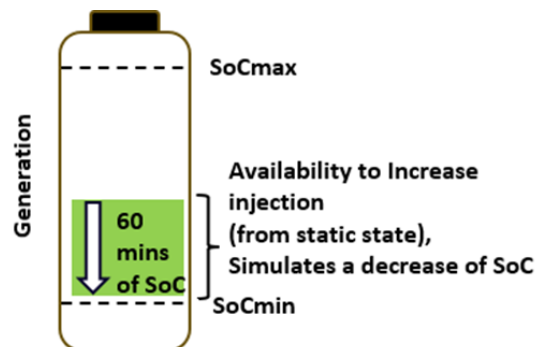 SoCmax
Generation
Availability to Increase
injection
(from static state),
Simulates a decrease of SoC
60
mins
of SoC
SoCmin